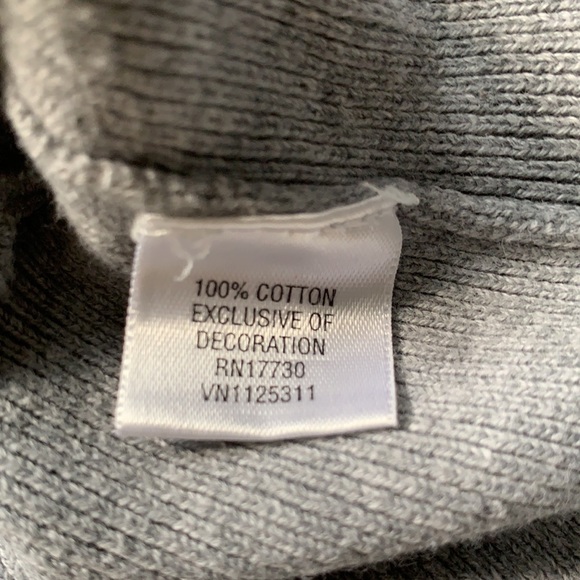 100% COTTON
EXCLUSIVE OF
DECORATION
RN17730
VN1125311